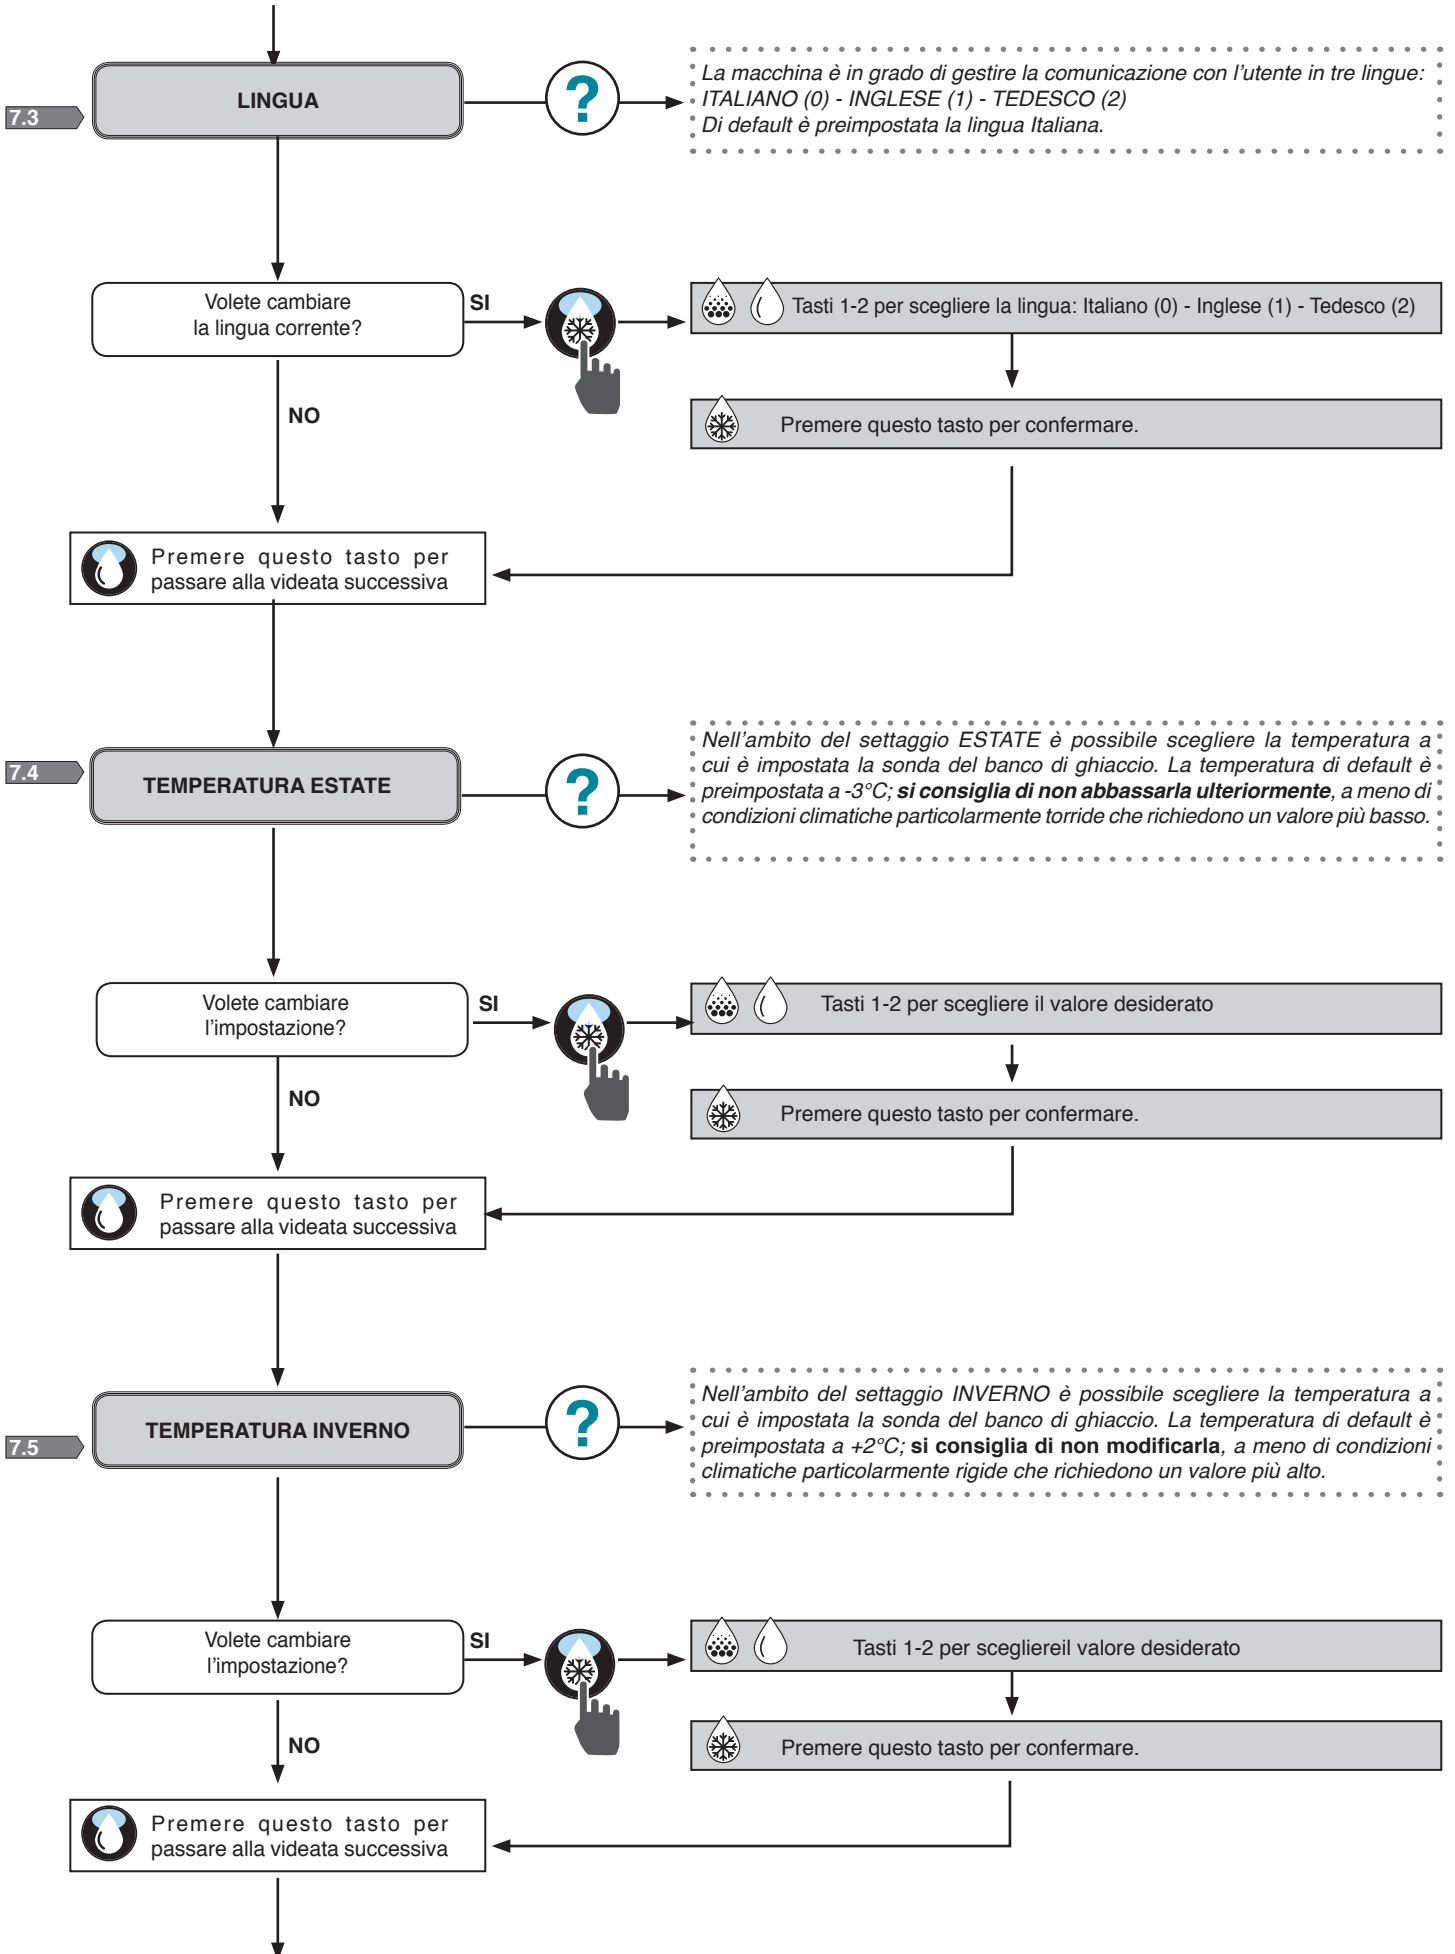 LINGUA
7.3
La macchina è in grado di gestire la comunicazione con l'utente in tre lingue:
ITALIANO (0) - INGLESE (1) - TEDESCO (2)
Di default è preimpostata la lingua Italiana.
Volete cambiare
la lingua corrente?
SI
Tasti 1-2 per scegliere la lingua: Italiano (0) - Inglese (1) - Tedesco (2)
NO
Premere questo tasto per confermare.
Premere questo tasto per
passare alla videata successiva
7.4
TEMPERATURA ESTATE
Nell'ambito del settaggio ESTATE è possibile scegliere la temperatura a
cui è impostata la sonda del banco di ghiaccio. La temperatura di default è
preimpostata a -3°C; si consiglia di non abbassarla ulteriormente, a meno di
condizioni climatiche particolarmente torride che richiedono un valore più basso.
Volete cambiare
l'impostazione?
SI
Tasti 1-2 per scegliere il valore desiderato
NO
Premere questo tasto per confermare.
Premere questo tasto per
passare alla videata successiva
7.5
TEMPERATURA INVERNO
Nell'ambito del settaggio INVERNO è possibile scegliere la temperatura a
cui è impostata la sonda del banco di ghiaccio. La temperatura di default è
preimpostata a +2°C; si consiglia di non modificarla, a meno di condizioni
climatiche particolarmente rigide che richiedono un valore più alto.
Volete cambiare
l'impostazione?
SI
Tasti 1-2 per sceglie­reil valore desiderato
NO
Premere questo tasto per confermare.
Premere questo tasto per
passare alla videata successiva